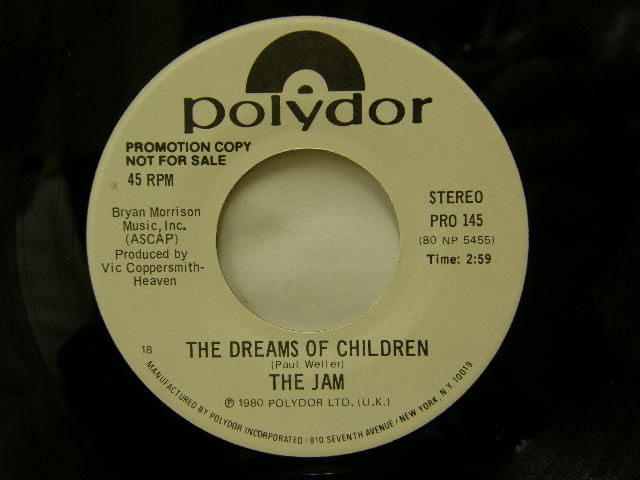 polydor
PROMOTION COPY
NOT FOR SALE
45 RPM
Bryan Morrison
Music, Inc.
(ASCAP)
Produced by
Vic Coppersmith-
Heaven
STEREO
PRO 145
(80 NP 5455)
Time: 2:59
18
THE DREAMS OF CHILDREN
(Paul Weller)
THE JAM
℗ 1980 POLYDOR LTD. (U.K.)
MANUFACTURED BY POLYDOR INCORPORATED / 810 SEVENTH AVENUE / NEW YORK, N.Y. 10019